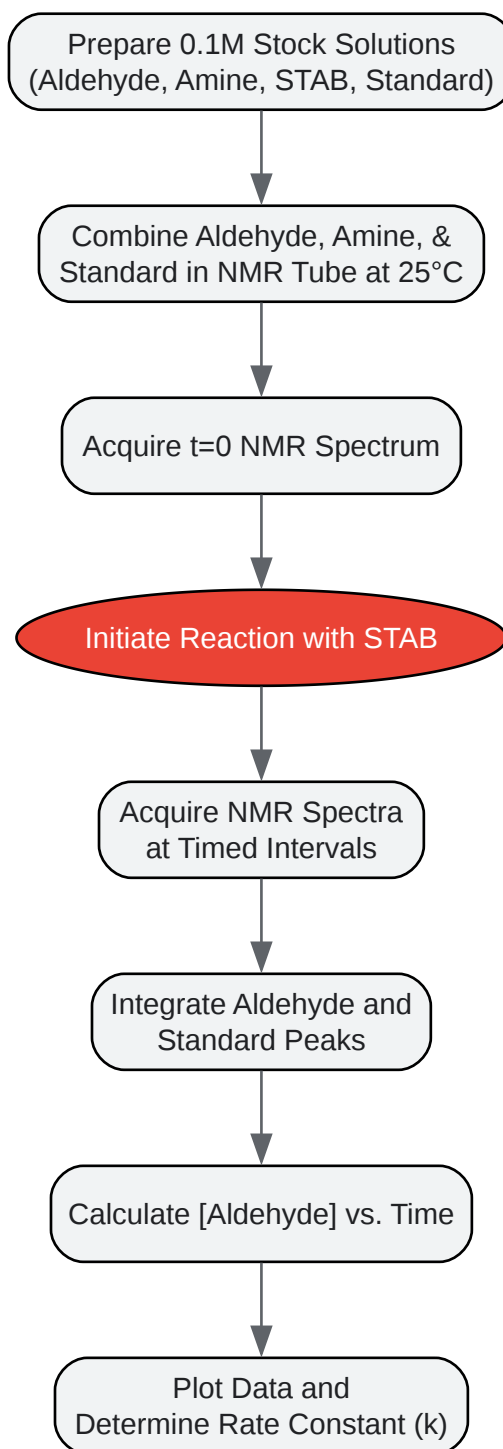 Prepare 0.1M Stock Solutions
(Aldehyde, Amine, STAB, Standard)
Combine Aldehyde, Amine, &
Standard in NMR Tube at 25°C
Acquire t=0 NMR Spectrum
Initiate Reaction with STAB
Acquire NMR Spectra
at Timed Intervals
Integrate Aldehyde and
Standard Peaks
Calculate [Aldehyde] vs. Time
Plot Data and
Determine Rate Constant (k)